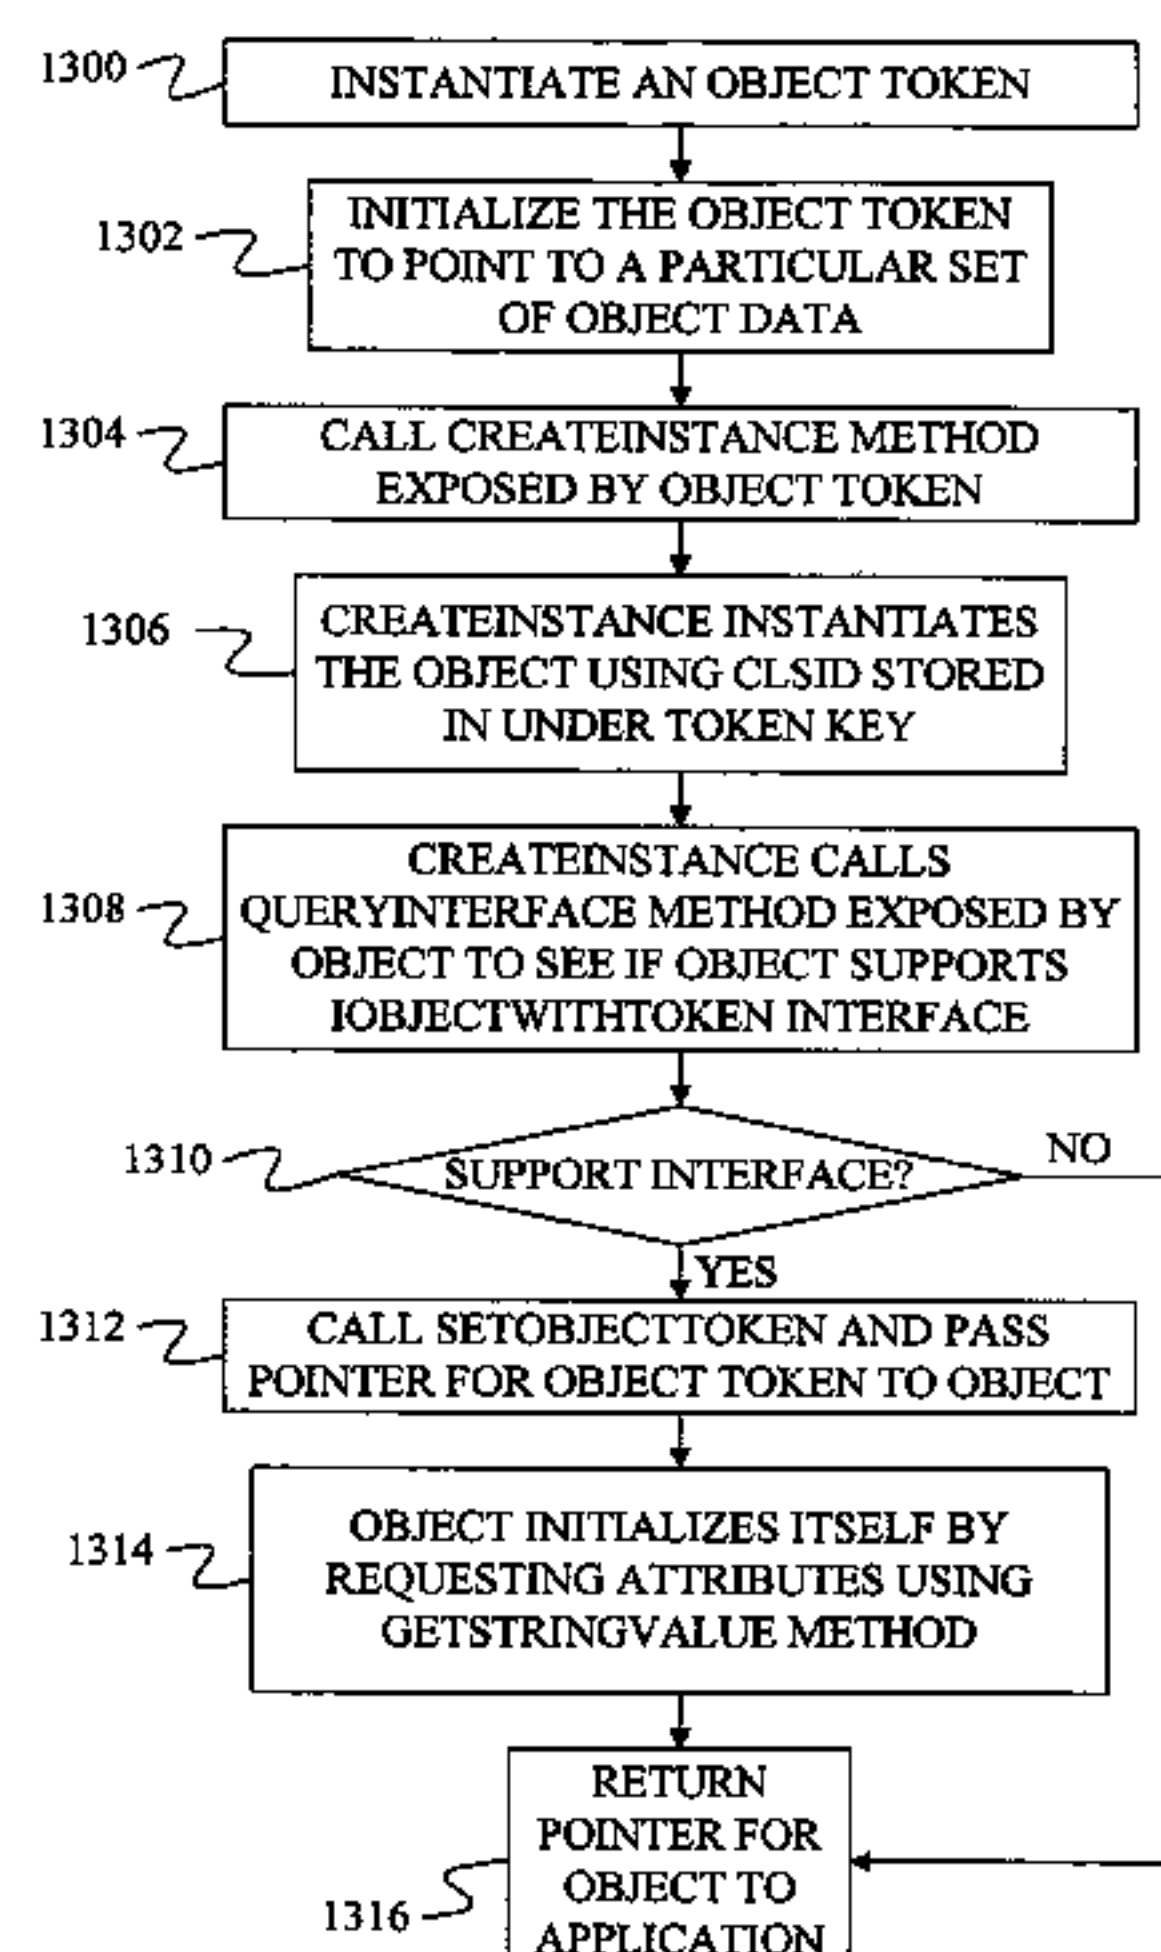 1300
INSTANTIATE AN OBJECT TOKEN
1302
INITIALIZE THE OBJECT TOKEN
TO POINT TO A PARTICULAR SET
OF OBJECT DATA
1304
CALL CREATEINSTANCE METHOD
EXPOSED BY OBJECT TOKEN
1306
CREATEINSTANCE INSTANTIATES
THE OBJECT USING CLSID STORED
IN UNDER TOKEN KEY
1308
CREATEINSTANCE CALLS
QUERYINTERFACE METHOD EXPOSED BY
OBJECT TO SEE IF OBJECT SUPPORTS
IOBJECTWITHTOKEN INTERFACE
1310
SUPPORT INTERFACE?
NO
YES
1312
CALL SETOBJECTTOKEN AND PASS
POINTER FOR OBJECT TOKEN TO OBJECT
1314
OBJECT INITIALIZES ITSELF BY
REQUESTING ATTRIBUTES USING
GETSTRINGVALUE METHOD
1316
RETURN
POINTER FOR
OBJECT TO
APPLICATION